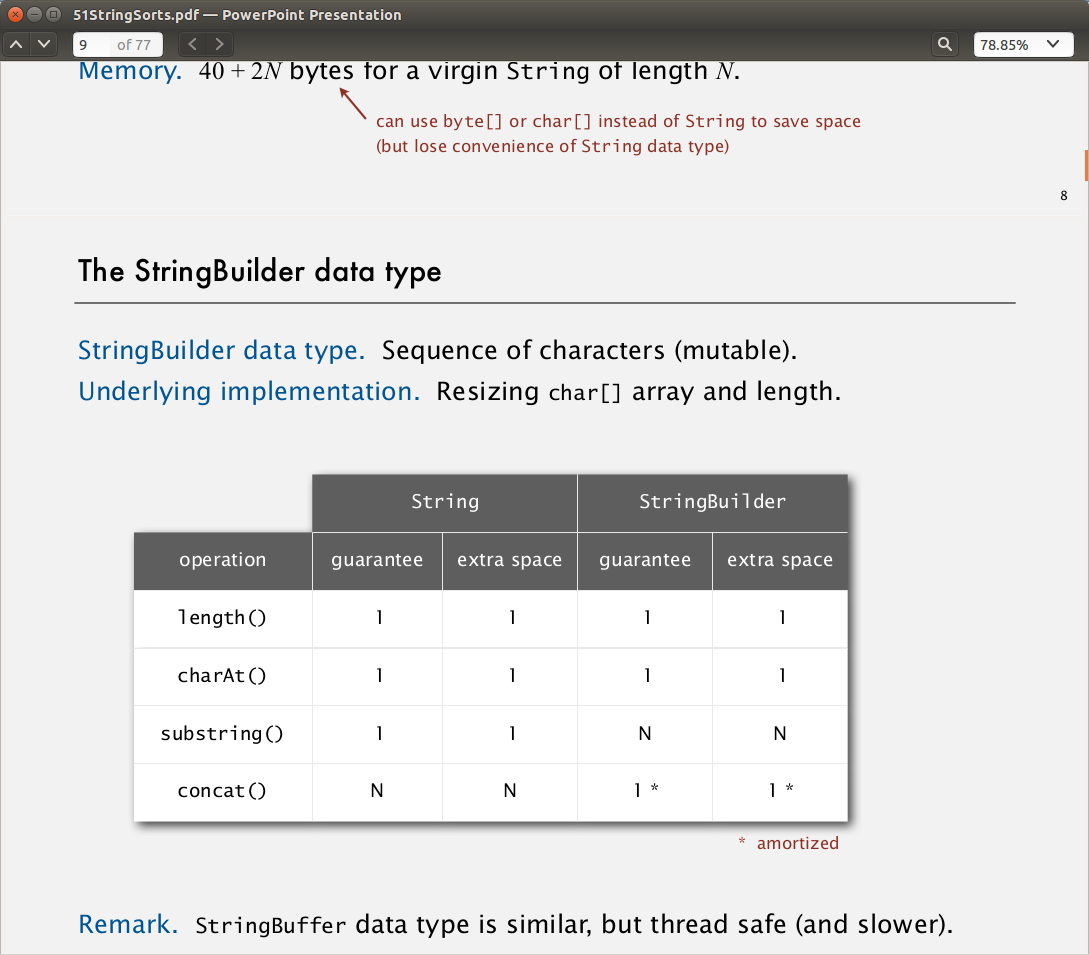 51StringSorts.pdf — PowerPoint Presentation
9 of 77 78.85%
Memory. 40 + 2N bytes for a virgin String of length N.
can use byte[] or char[] instead of String to save space
(but lose convenience of String data type)
8
The StringBuilder data type
StringBuilder data type. Sequence of characters (mutable).
Underlying implementation. Resizing char[] array and length.
String StringBuilder
operation guarantee extra space guarantee extra space
length() 1 1 1 1
charAt() 1 1 1 1
substring() 1 1 N N
concat() N N 1 * 1 *
* amortized
Remark. StringBuffer data type is similar, but thread safe (and slower).